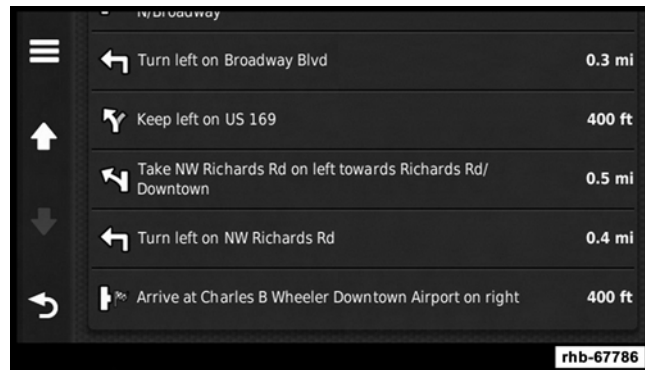 N/Broadway
Turn left on Broadway Blvd
0.3 mi
Keep left on US 169
400 ft
Take NW Richards Rd on left towards Richards Rd/
Downtown
0.5 mi
Turn left on NW Richards Rd
0.4 mi
Arrive at Charles B Wheeler Downtown Airport on right
400 ft
rhb-67786